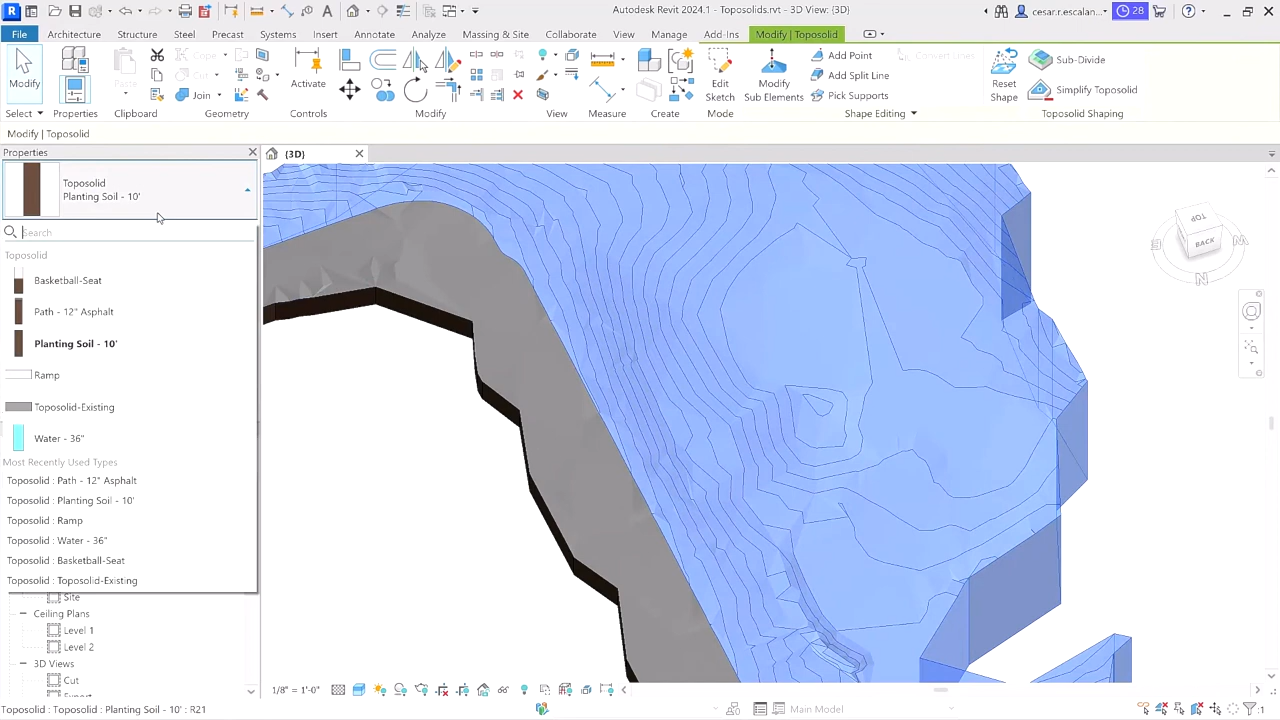 R
Autodesk Revit 2024.1 - Toposolids.rvt - 3D View: {3D}
cesar.r.escalan...
28
File
Architecture
Structure
Steel
Precast
Systems
Insert
Annotate
Analyze
Massing & Site
Collaborate
View
Manage
Add-Ins
Modify | Toposolid
Modify
Paste
Cope
Cut
Join
Activate
Edit
Sketch
Modify
Sub Elements
Add Point
Add Split Line
Pick Supports
Convert Lines
Reset
Shape
Sub-Divide
Simplify Toposolid
Select
Properties
Clipboard
Geometry
Controls
Modify
View
Measure
Create
Mode
Shape Editing
Toposolid Shaping
Modify | Toposolid
Properties
{3D}
Toposolid
Planting Soil - 10'
Search
Toposolid
Basketball-Seat
Path - 12" Asphalt
Planting Soil - 10'
Ramp
Toposolid-Existing
Water - 36"
Most Recently Used Types
Toposolid : Path - 12" Asphalt
Toposolid : Planting Soil - 10'
Toposolid : Ramp
Toposolid : Water - 36"
Toposolid : Basketball-Seat
Toposolid : Toposolid-Existing
Site
Ceiling Plans
Level 1
Level 2
3D Views
Cut
TOP
BACK
N
1/8" = 1'-0"
Toposolid : Toposolid : Planting Soil - 10' : R21
Main Model
:1